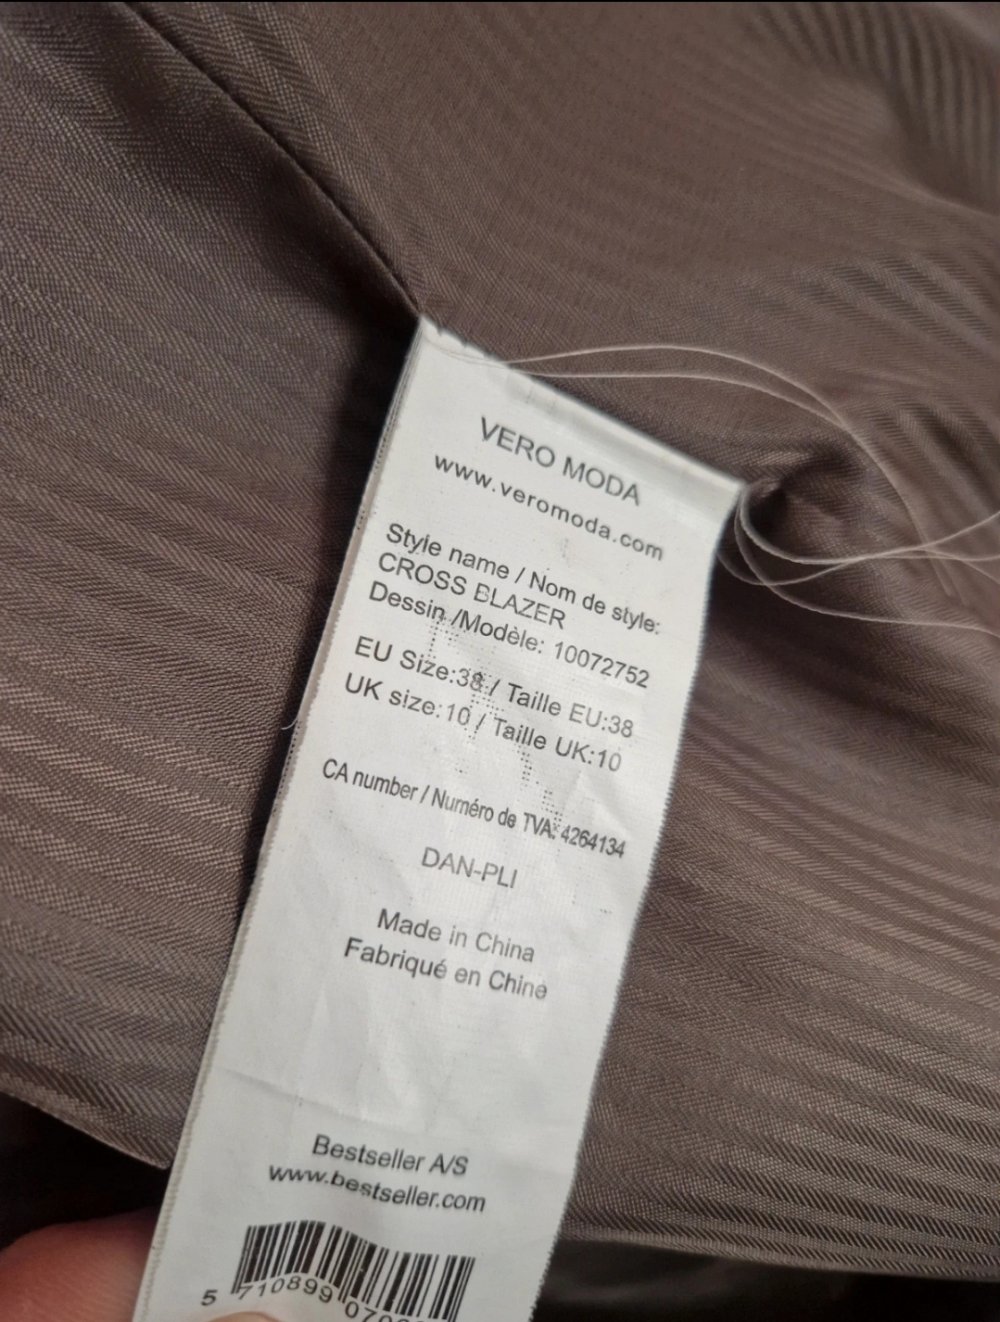 VERO MODA
www.veromoda.com
Style name / Nom de style:
CROSS BLAZER
Dessin /Modèle: 10072752
EU Size:38 / Taille EU:38
UK size:10 / Taille UK:10
CA number / Numéro de TVA: 4264134
DAN-PLI
Made in China
Fabriqué en Chine
Bestseller A/S
www.bestseller.com
5 710899